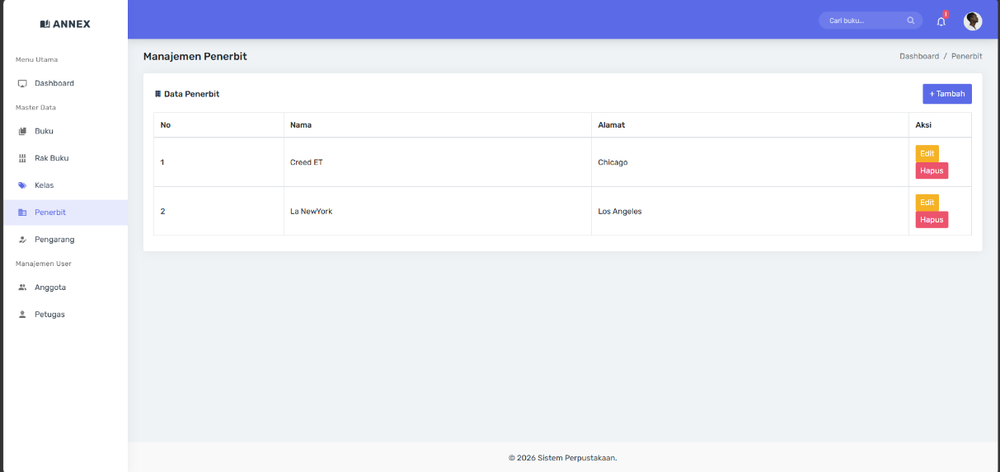 ANNEX
Cari buku...
1
Menu Utama
Dashboard
Master Data
Buku
Rak Buku
Kelas
Penerbit
Pengarang
Manajemen User
Anggota
Petugas
Manajemen Penerbit
Dashboard / Penerbit
Data Penerbit
+ Tambah
No Nama Alamat Aksi
1 Creed ET Chicago Edit
Hapus
2 La NewYork Los Angeles Edit
Hapus
© 2026 Sistem Perpustakaan.